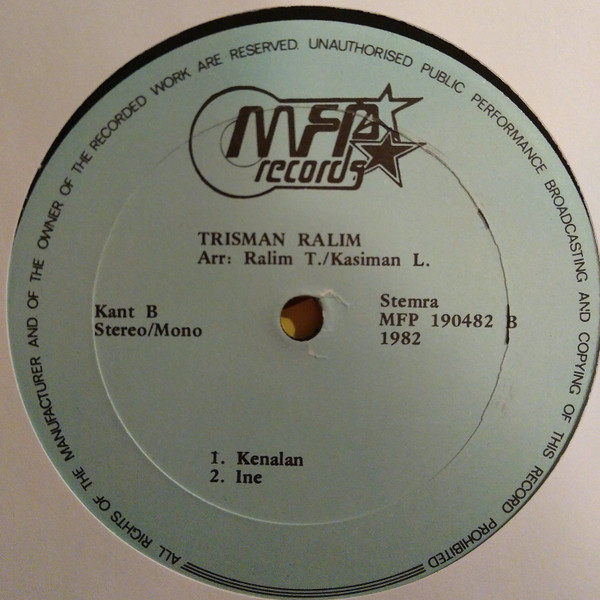 ALL RIGHTS OF THE MANUFACTURER AND OF THE OWNER OF THE RECORDED WORK ARE RESERVED. UNAUTHORISED PUBLIC PERFORMANCE BROADCASTING AND COPYING OF THIS RECORD PROHIBITED
MFP
records
TRISMAN RALIM
Arr: Ralim T./Kasiman L.
Kant B
Stereo/Mono
Stemra
MFP 190482 B
1982
1. Kenalan
2. Ine